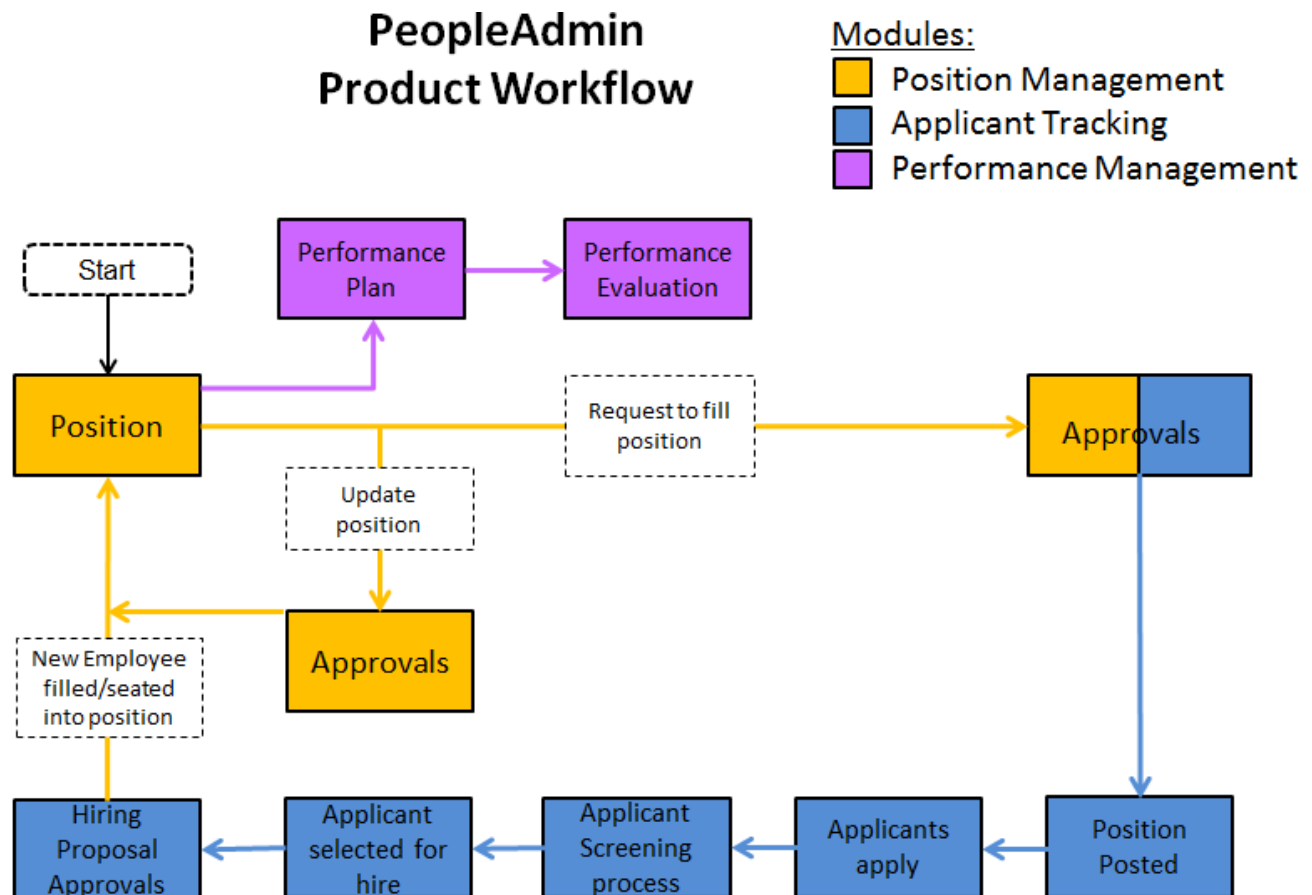 PeopleAdmin
Product Workflow
Modules:
Position Management
Applicant Tracking
Performance Management
Start
Performance
Plan
Performance
Evaluation
Position
Request to fill
position
Approvals
Update
position
Approvals
New Employee
filled/seated
into position
Hiring
Proposal
Approvals
Applicant
selected for
hire
Applicant
Screening
process
Applicants
apply
Position
Posted